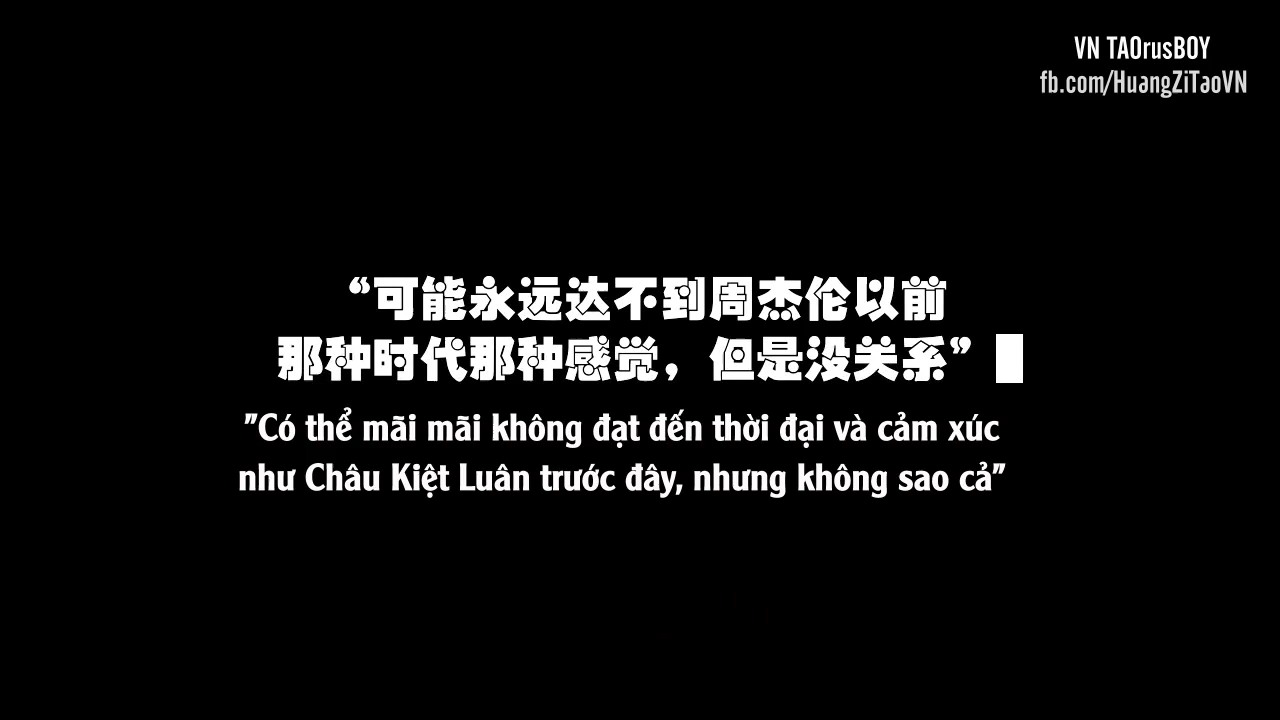 VN TAOrusBOY
fb.com/HuangZiTaoVN
“可能永远达不到周杰伦以前
那种时代那种感觉，但是没关系”
"Có thể mãi mãi không đạt đến thời đại và cảm xúc
như Châu Kiệt Luân trước đây, nhưng không sao cả"